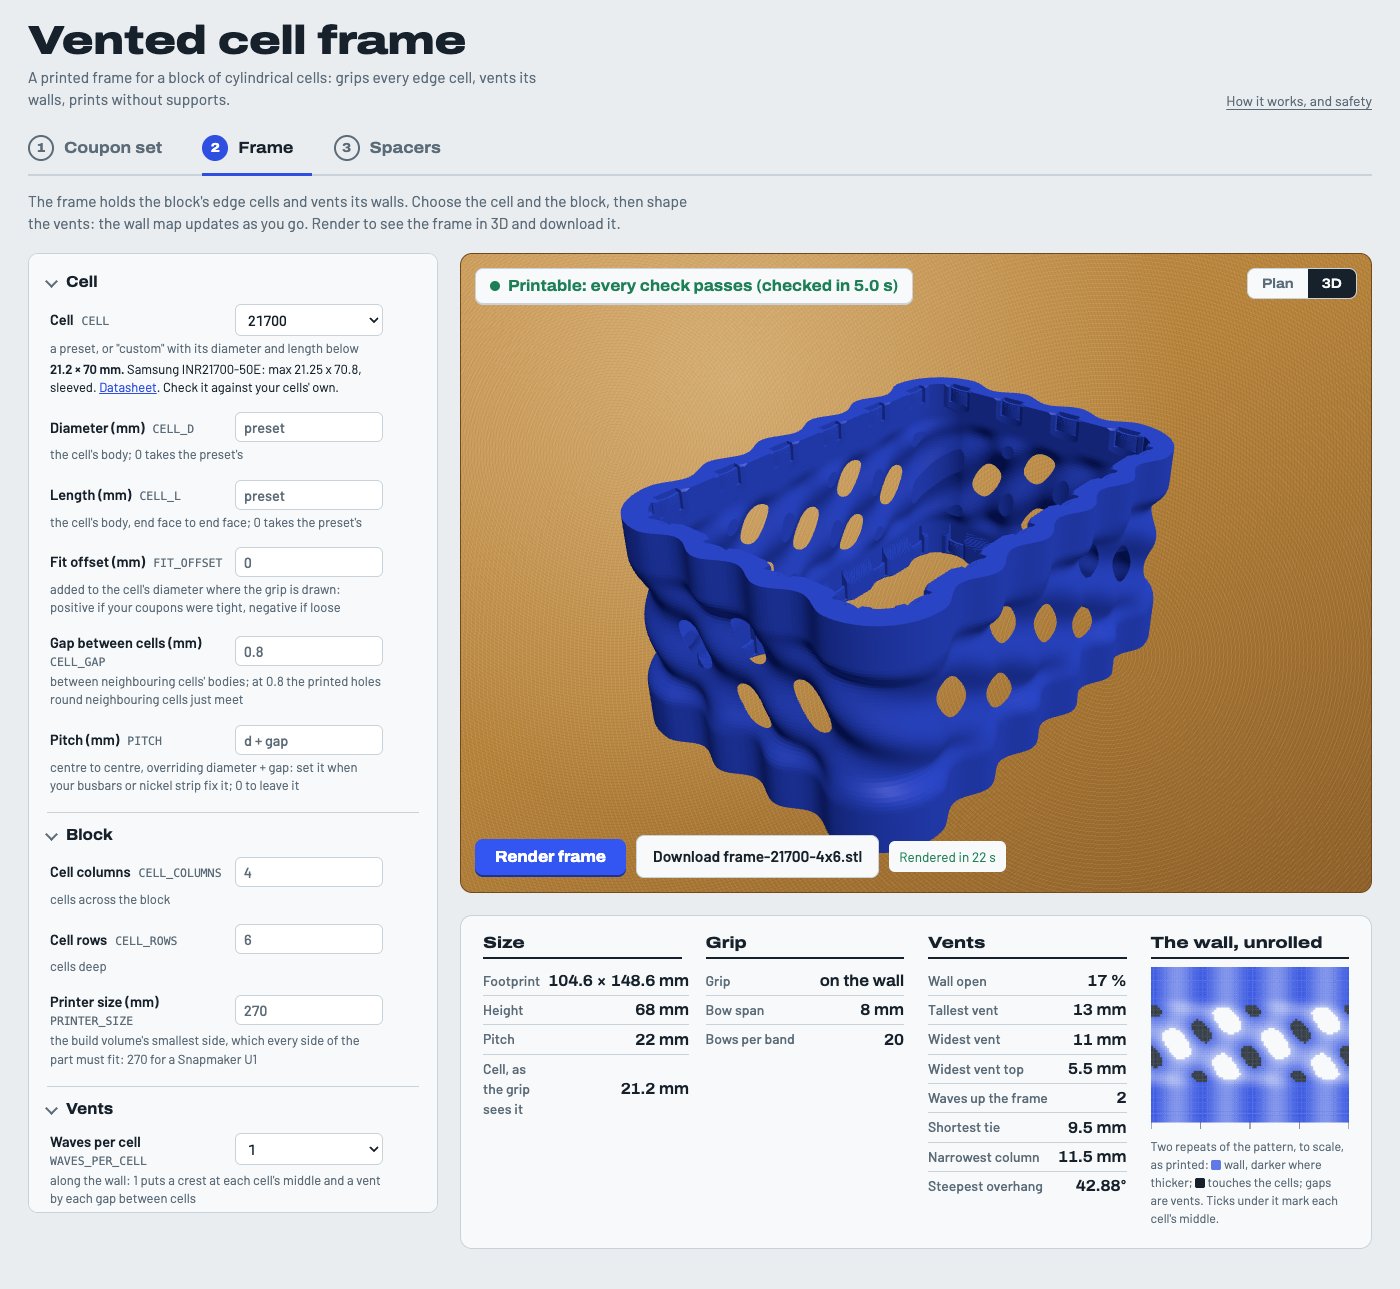 Vented cell frame
A printed frame for a block of cylindrical cells: grips every edge cell, vents its
walls, prints without supports.
How it works, and safety
1 Coupon set
2 Frame
3 Spacers
The frame holds the block's edge cells and vents its walls. Choose the cell and the block, then shape
the vents: the wall map updates as you go. Render to see the frame in 3D and download it.
Cell
Cell CELL 21700
a preset, or "custom" with its diameter and length below
21.2 × 70 mm. Samsung INR21700-50E: max 21.25 x 70.8,
sleeved. Datasheet. Check it against your cells' own.
Diameter (mm) CELL_D preset
the cell's body; 0 takes the preset's
Length (mm) CELL_L preset
the cell's body, end face to end face; 0 takes the preset's
Fit offset (mm) FIT_OFFSET 0
added to the cell's diameter where the grip is drawn:
positive if your coupons were tight, negative if loose
Gap between cells (mm)
CELL_GAP
0.8
between neighbouring cells' bodies; at 0.8 the printed holes
round neighbouring cells just meet
Pitch (mm) PITCH d + gap
centre to centre, overriding diameter + gap: set it when
your busbars or nickel strip fix it; 0 to leave it
Block
Cell columns CELL_COLUMNS 4
cells across the block
Cell rows CELL_ROWS 6
cells deep
Printer size (mm)
PRINTER_SIZE
270
the build volume's smallest side, which every side of the
part must fit: 270 for a Snapmaker U1
Vents
Waves per cell
WAVES_PER_CELL
1
along the wall: 1 puts a crest at each cell's middle and a vent
by each gap between cells
Printable: every check passes (checked in 5.0 s)
Plan 3D
Render frame
Download frame-21700-4x6.stl
Rendered in 22 s
Size
Footprint 104.6 × 148.6 mm
Height 68 mm
Pitch 22 mm
Cell, as
the grip
sees it
21.2 mm
Grip
Grip on the wall
Bow span 8 mm
Bows per band 20
Vents
Wall open 17 %
Tallest vent 13 mm
Widest vent 11 mm
Widest vent top 5.5 mm
Waves up the frame 2
Shortest tie 9.5 mm
Narrowest column 11.5 mm
Steepest overhang 42.88°
The wall, unrolled
Two repeats of the pattern, to scale,
as printed: wall, darker where
thicker; touches the cells; gaps
are vents. Ticks under it mark each
cell's middle.